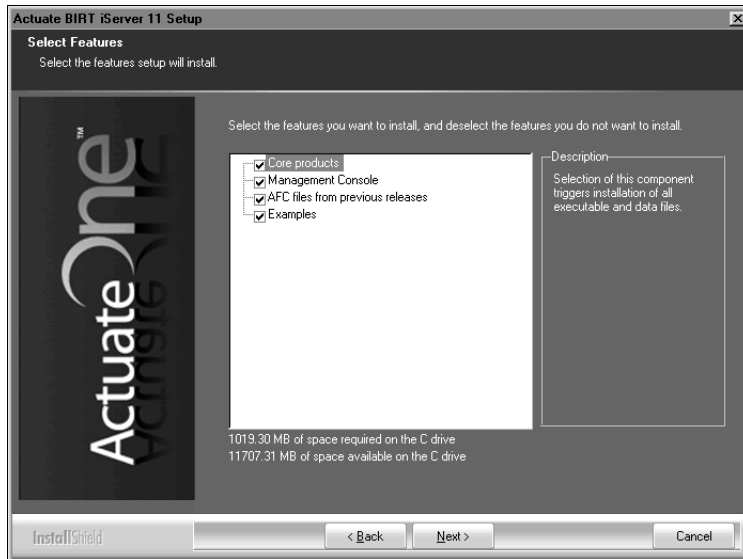 Actuate BIRT iServer 11 Setup
Select Features
Select the features setup will install.
ActuateOne™
Select the features you want to install, and deselect the features you do not want to install.
Core products
Management Console
AFC files from previous releases
Examples
Description
Selection of this component
triggers installation of all
executable and data files.
1019.30 MB of space required on the C drive
11707.31 MB of space available on the C drive
InstallShield
< Back
Next >
Cancel